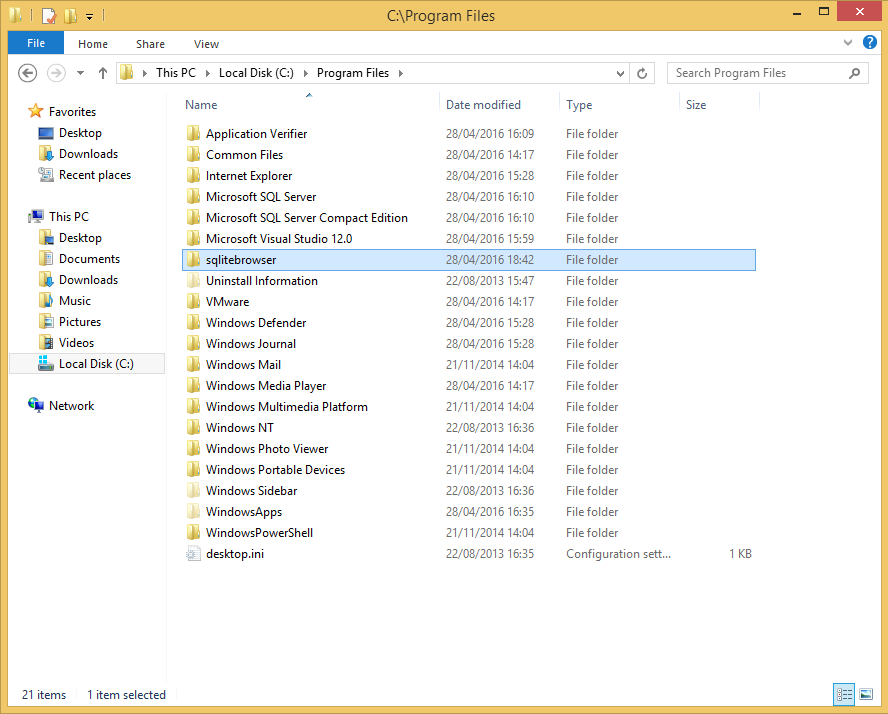 C:\Program Files
File Home Share View
This PC Local Disk (C:) Program Files Search Program Files
Favorites
Desktop
Downloads
Recent places
This PC
Desktop
Documents
Downloads
Music
Pictures
Videos
Local Disk (C:)
Network
Name Date modified Type Size
Application Verifier 28/04/2016 16:09 File folder
Common Files 28/04/2016 14:17 File folder
Internet Explorer 28/04/2016 15:28 File folder
Microsoft SQL Server 28/04/2016 16:10 File folder
Microsoft SQL Server Compact Edition 28/04/2016 16:10 File folder
Microsoft Visual Studio 12.0 28/04/2016 15:59 File folder
sqlitebrowser 28/04/2016 18:42 File folder
Uninstall Information 22/08/2013 15:47 File folder
VMware 28/04/2016 14:17 File folder
Windows Defender 28/04/2016 15:28 File folder
Windows Journal 28/04/2016 15:28 File folder
Windows Mail 21/11/2014 14:04 File folder
Windows Media Player 28/04/2016 14:17 File folder
Windows Multimedia Platform 21/11/2014 14:04 File folder
Windows NT 22/08/2013 16:36 File folder
Windows Photo Viewer 21/11/2014 14:04 File folder
Windows Portable Devices 21/11/2014 14:04 File folder
Windows Sidebar 22/08/2013 16:36 File folder
WindowsApps 28/04/2016 16:35 File folder
WindowsPowerShell 21/11/2014 14:04 File folder
desktop.ini 22/08/2013 16:35 Configuration sett... 1 KB
21 items 1 item selected